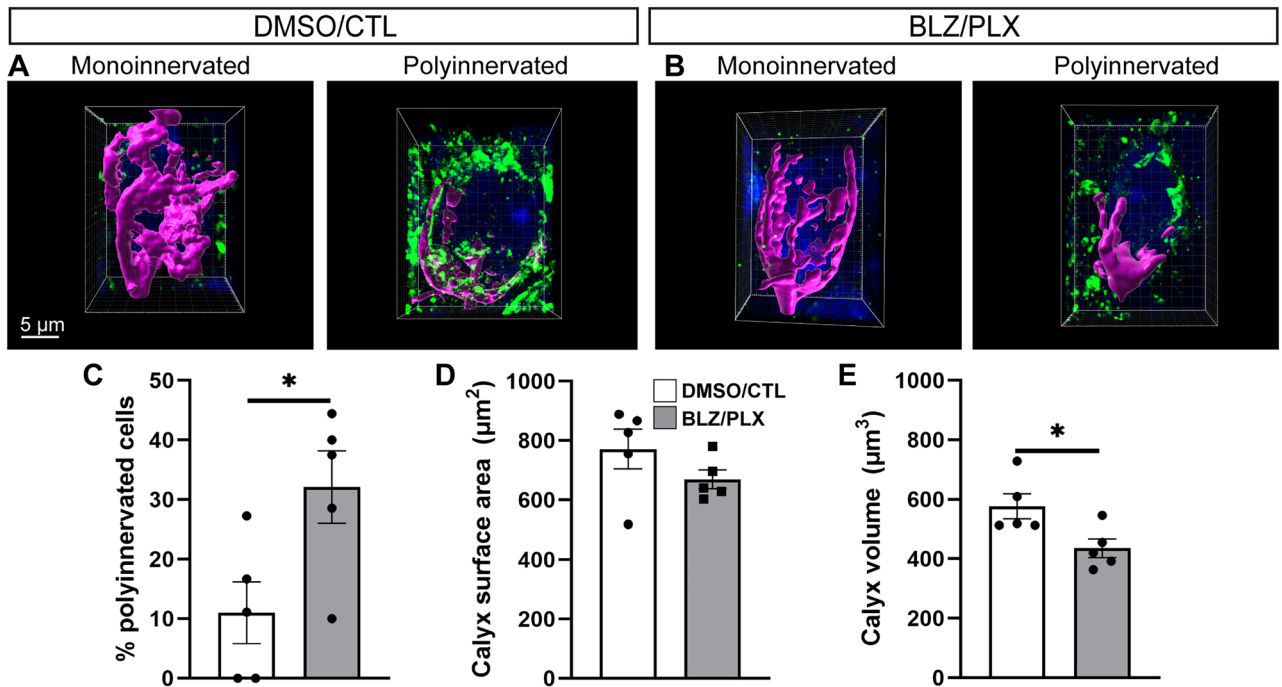 DMSO/CTL
BLZ/PLX
A
Monoinnervated
Polyinnervated
B
Monoinnervated
Polyinnervated
5 µm
C
% polyinnervated cells
50
40
30
20
10
0
*
D
Calyx surface area (µm²)
1000
800
600
400
200
0
DMSO/CTL
BLZ/PLX
E
Calyx volume (µm³)
1000
800
600
400
200
0
*